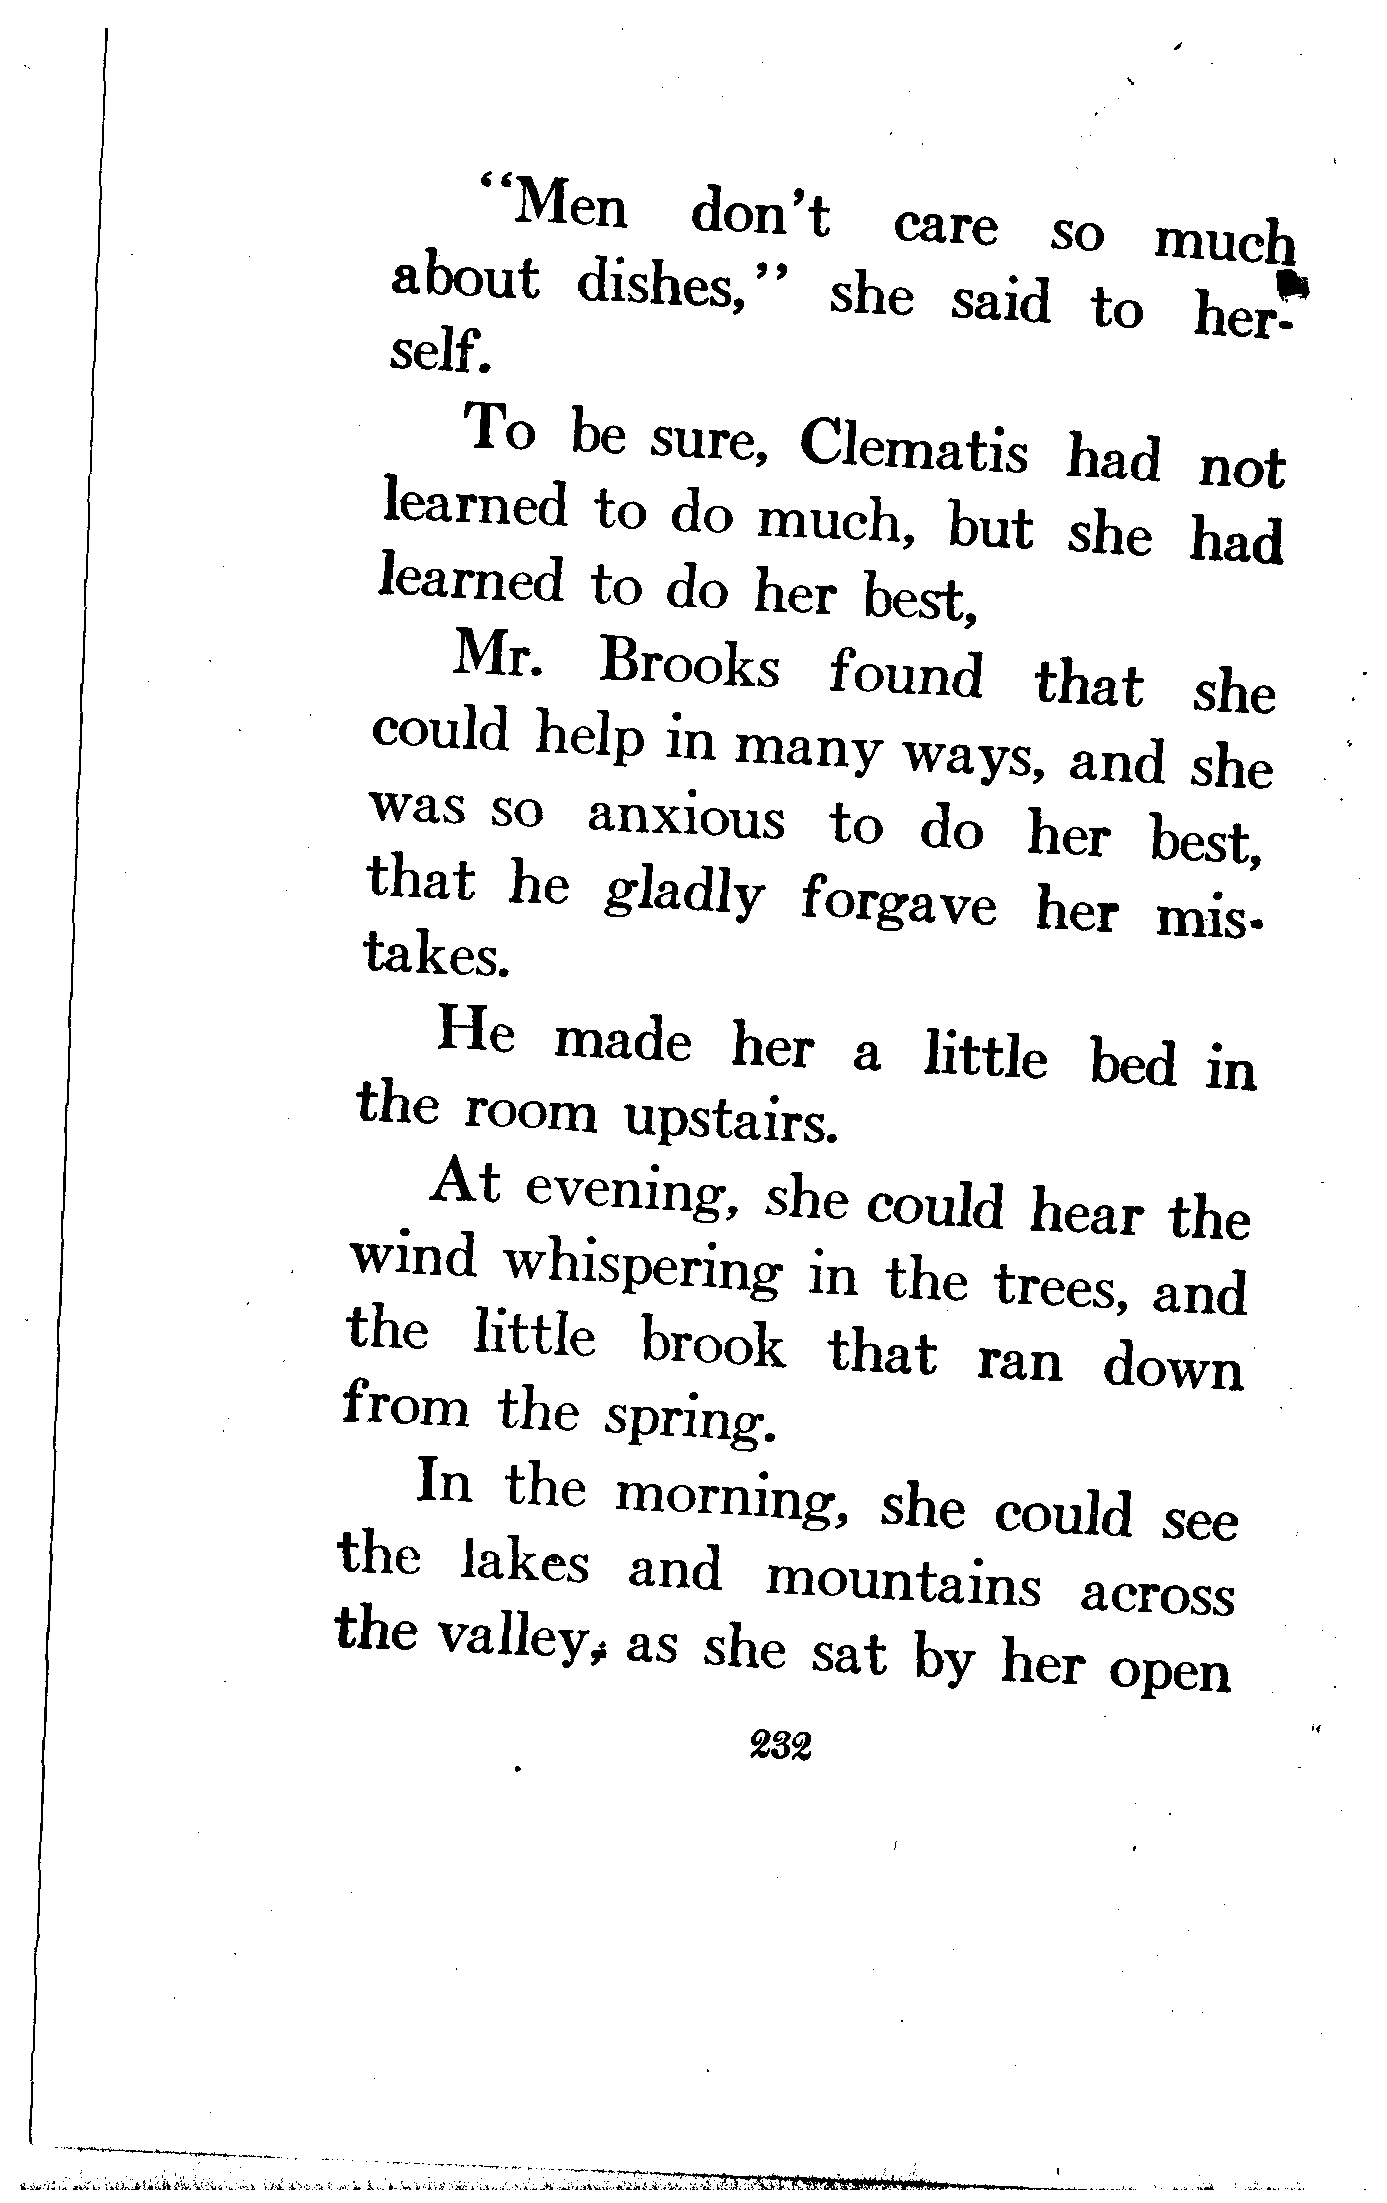 “Men don't care so much
about dishes,” she said to her-
self.
To be sure, Clematis had not
learned to do much, but she had
learned to do her best,
Mr. Brooks found that she
could help in many ways, and she
was so anxious to do her best,
that he gladly forgave her mis-
takes.
He made her a little bed in
the room upstairs.
At evening, she could hear the
wind whispering in the trees, and
the little brook that ran down
from the spring.
In the morning, she could see
the lakes and mountains across
the valley, as she sat by her open
232